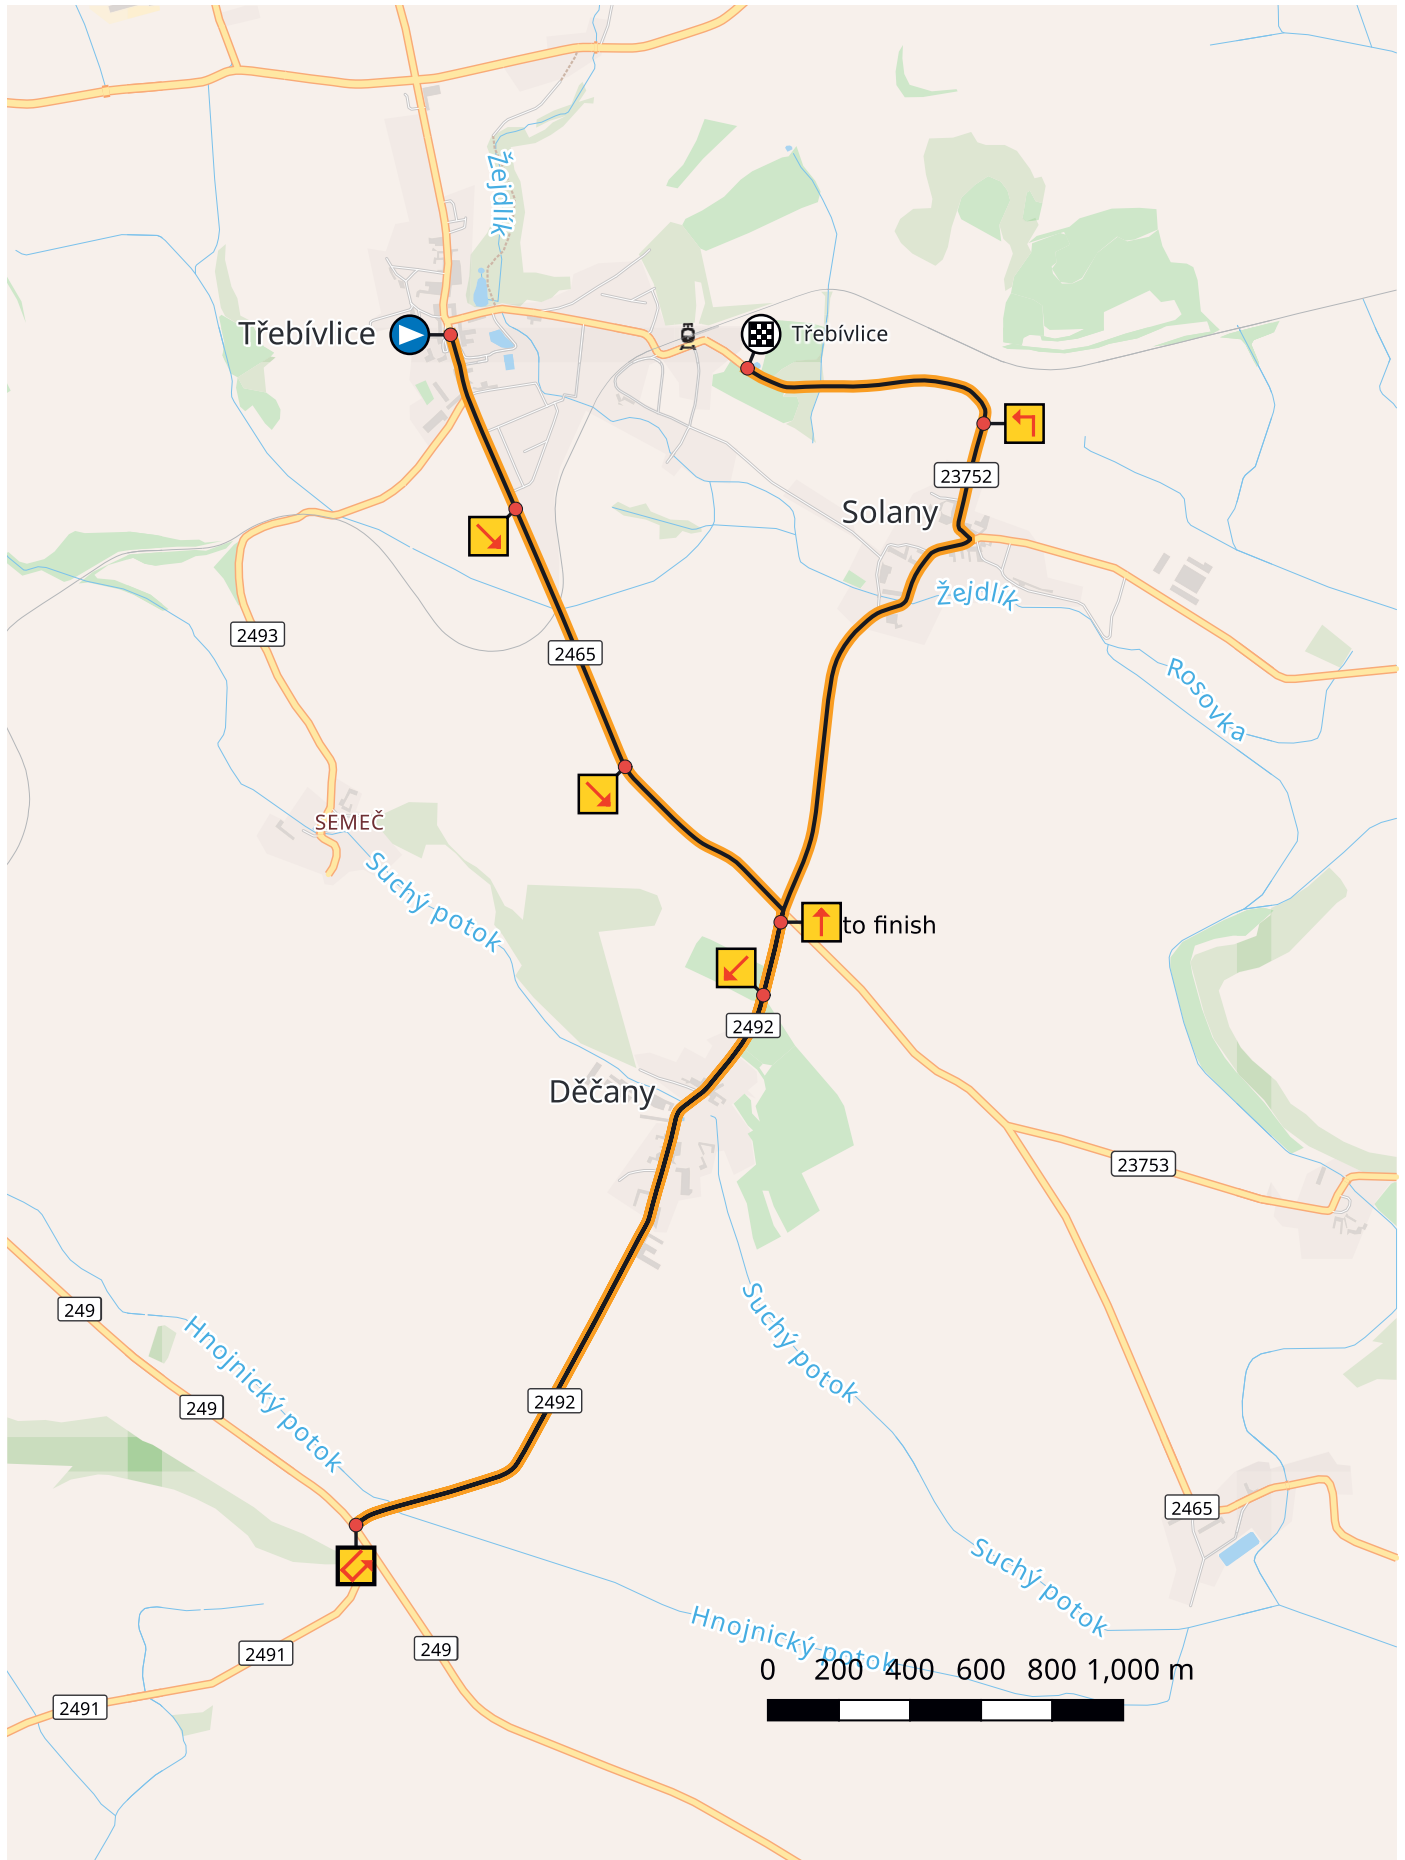 Žejdlík
Třebívlice
Třebívlice
23752
Solany
Žejdlík
2493
2465
Rosovka
SEMEČ
Suchý potok
to finish
2492
Děčany
23753
249
Hnojnický potok
Suchý potok
249
2492
2465
Suchý potok
Hnojnický potok
2491
249
0 200 400 600 800 1,000 m
2491